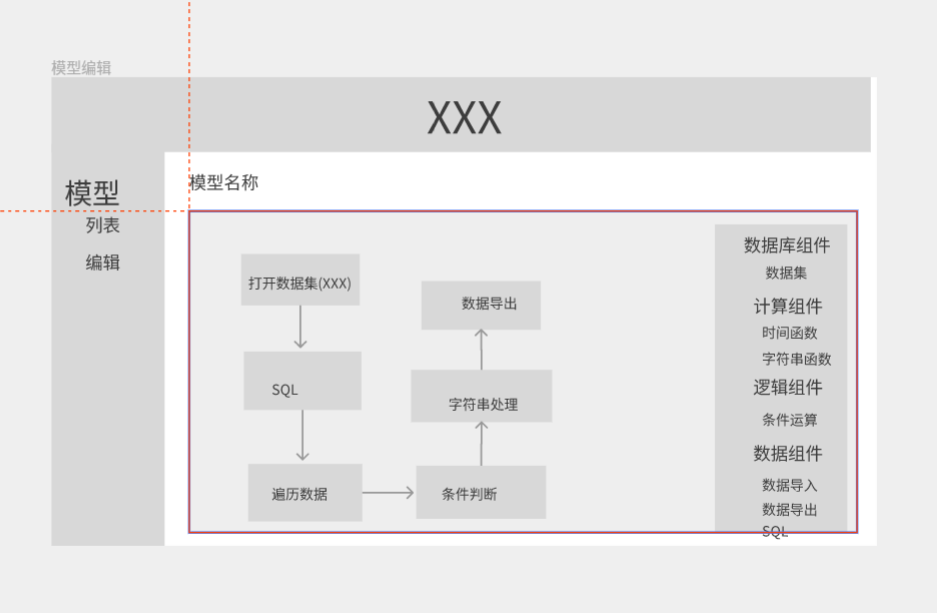 模型编辑
XXX
模型
列表
编辑
模型名称
打开数据集(XXX)
SQL
遍历数据
条件判断
字符串处理
数据导出
数据库组件
数据集
计算组件
时间函数
字符串函数
逻辑组件
条件运算
数据组件
数据导入
数据导出
SQL